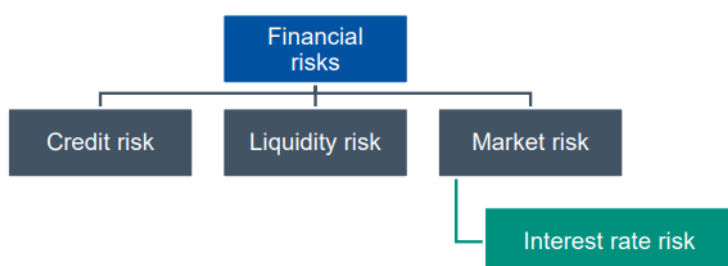 Financial
risks
Credit risk
Liquidity risk
Market risk
Interest rate risk